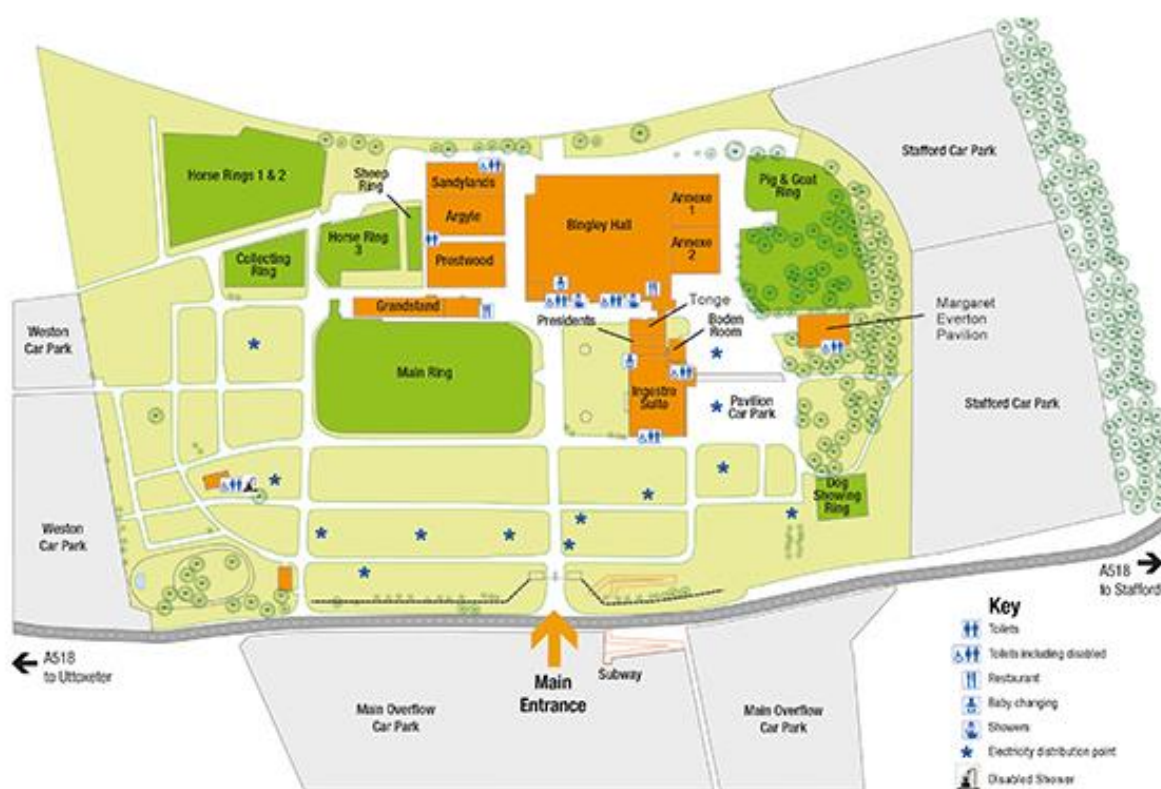 Stafford Car Park
Horse Rings 1 & 2
Sheep
Ring
Sandylands
Argyle
Prestwood
Horse Ring
3
Collecting
Ring
Bingley Hall
Annexe
1
Annexe
2
Pig & Goat
Ring
Grandstand
Tonge
Presidents
Boden
Room
Margaret
Everton
Pavilion
Weston
Car Park
Main Ring
Ingestre
Suite
Pavilion
Car Park
Stafford Car Park
Dog
Showing
Ring
Weston
Car Park
A518
to Stafford
A518
to Uttoxeter
Main
Entrance
Subway
Main Overflow
Car Park
Main Overflow
Car Park
Key
Toilets
Toilets including disabled
Restaurant
Baby changing
Showers
Electricity distribution point
Disabled Shower